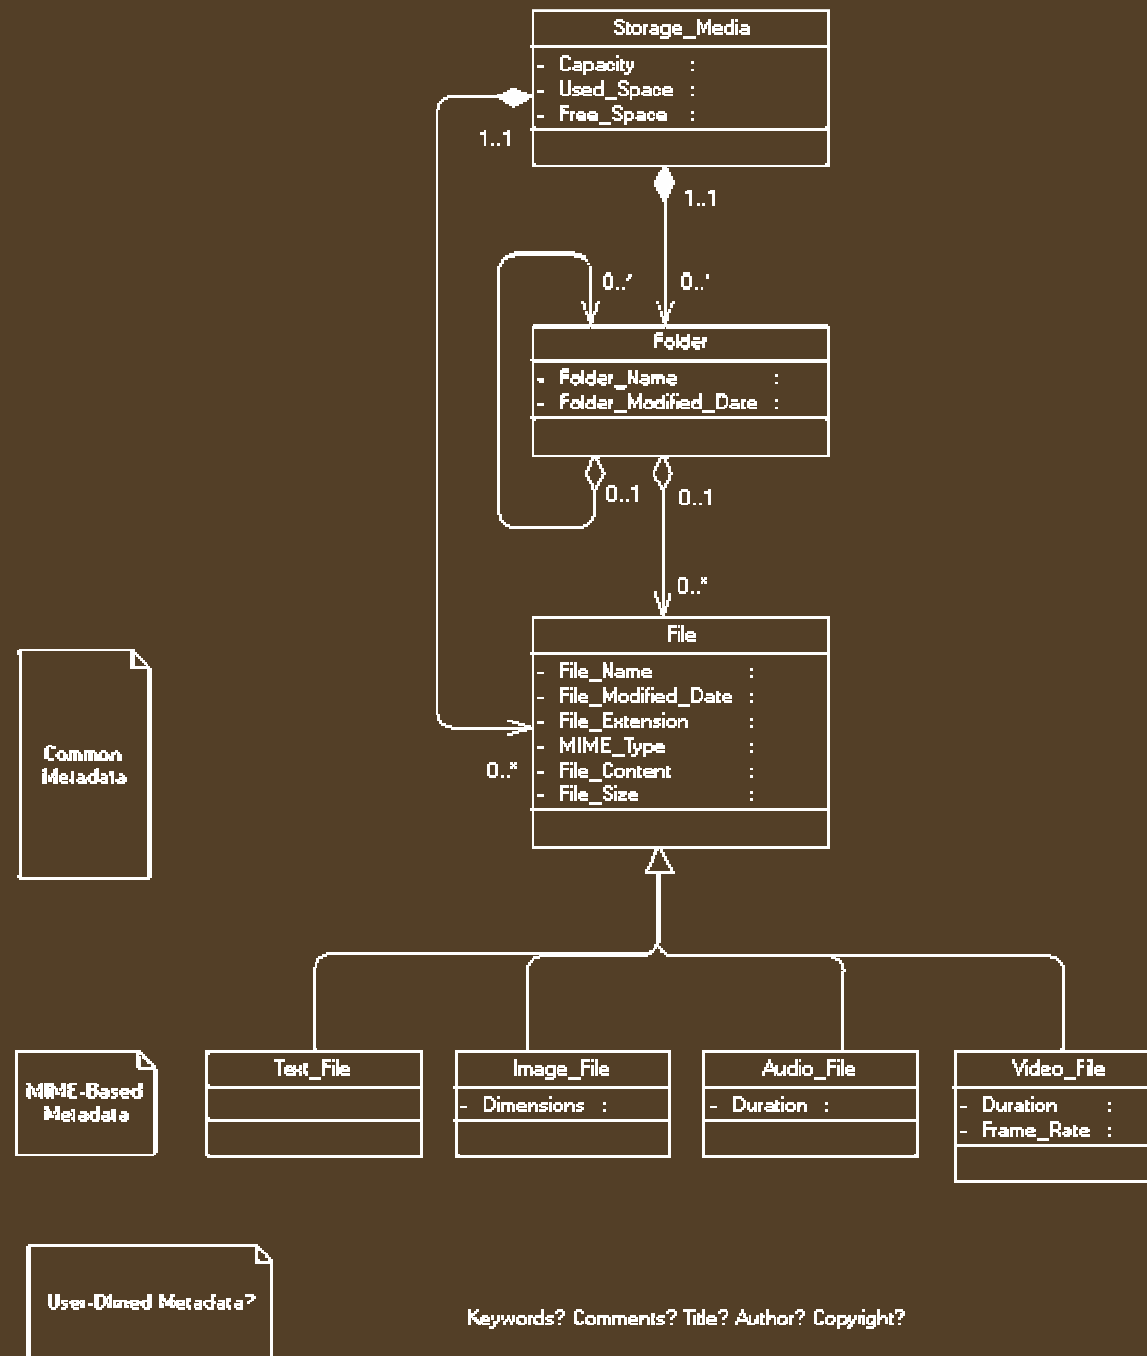 Storage_Media
- Capacity :
- Used_Space :
- Free_Space :
1..1
1..1
0..*
0..*
Folder
- Folder_Name :
- Folder_Modified_Date :
0..1
0..1
0..*
File
- File_Name :
- File_Modified_Date :
- File_Extension :
- MIME_Type :
- File_Content :
- File_Size :
0..*
Common
Metadata
Text_File
Image_File
- Dimensions :
Audio_File
- Duration :
Video_File
- Duration :
- Frame_Rate :
MIME-Based
Metadata
Metadata?
Keywords? Comments? Title? Author? Copyright?